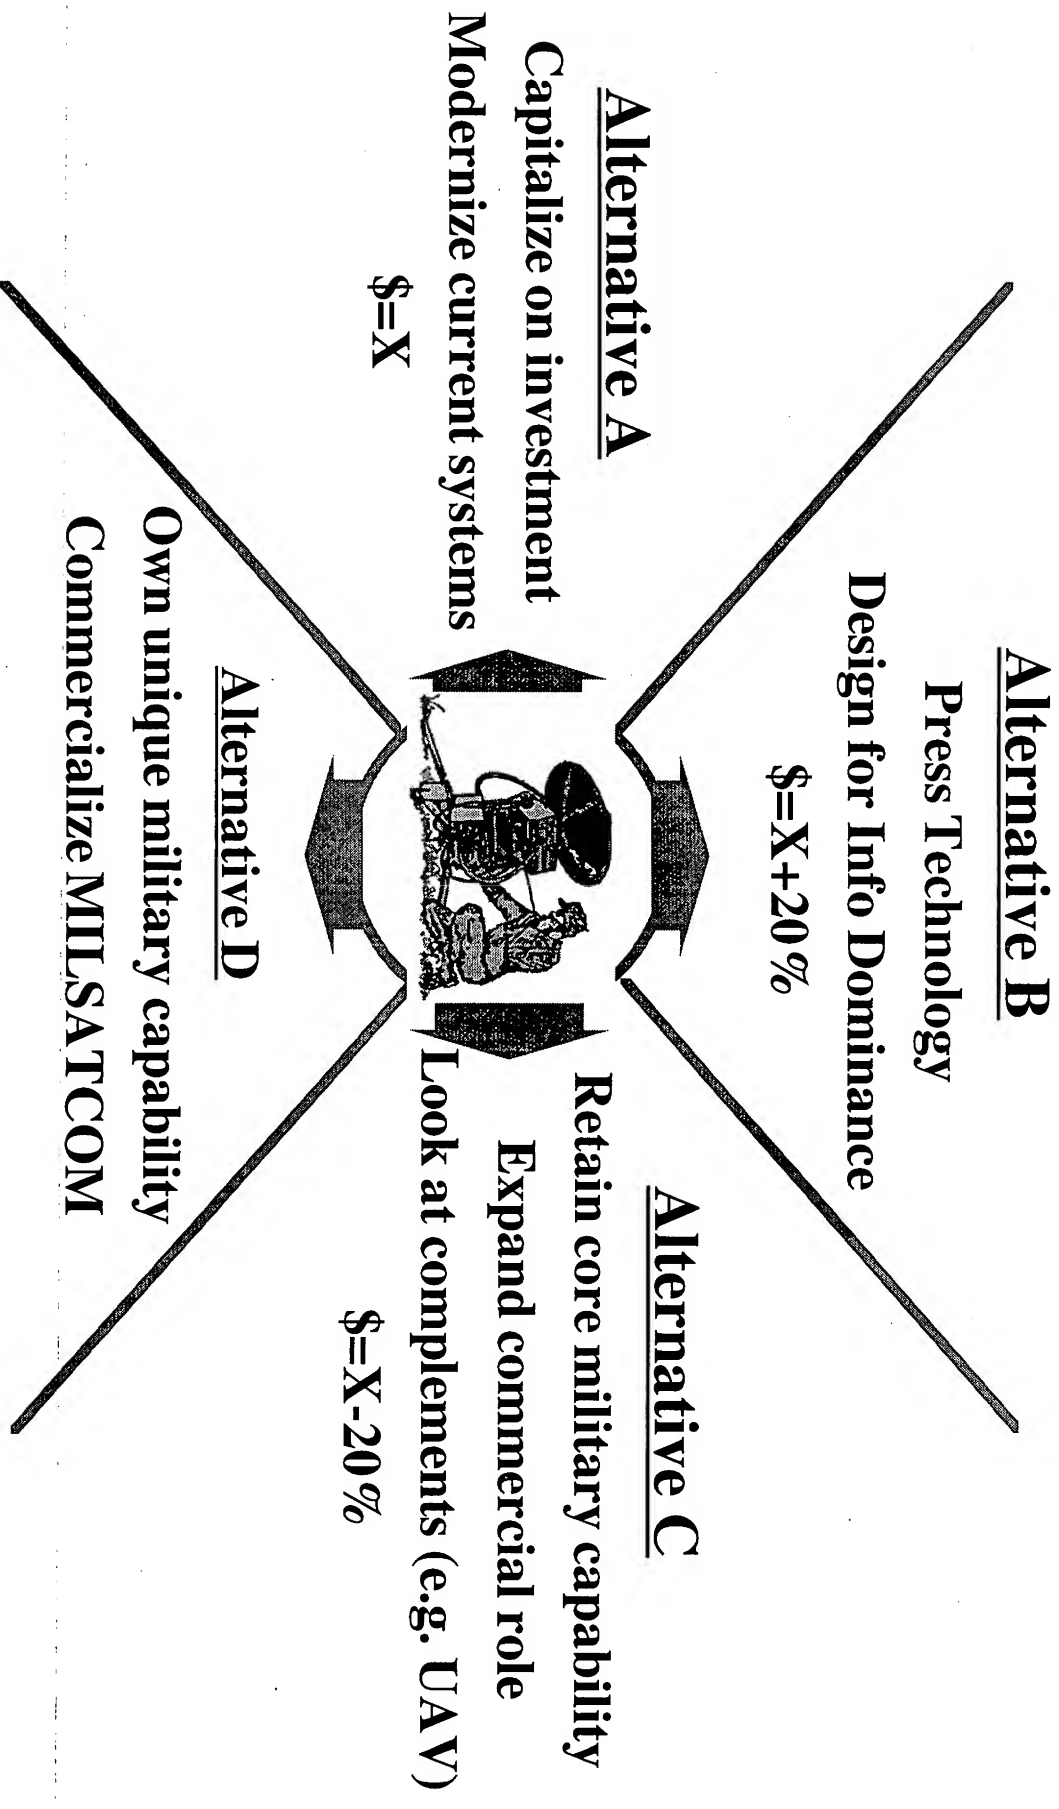 Alternative B
Press Technology
Design for Info Dominance
$=X+20%
Alternative A
Capitalize on investment
Modernize current systems
$=X
Alternative C
Retain core military capability
Expand commercial role
Look at complements (e.g. UAV)
$=X-20%
Alternative D
Own unique military capability
Commercialize MILSATCOM